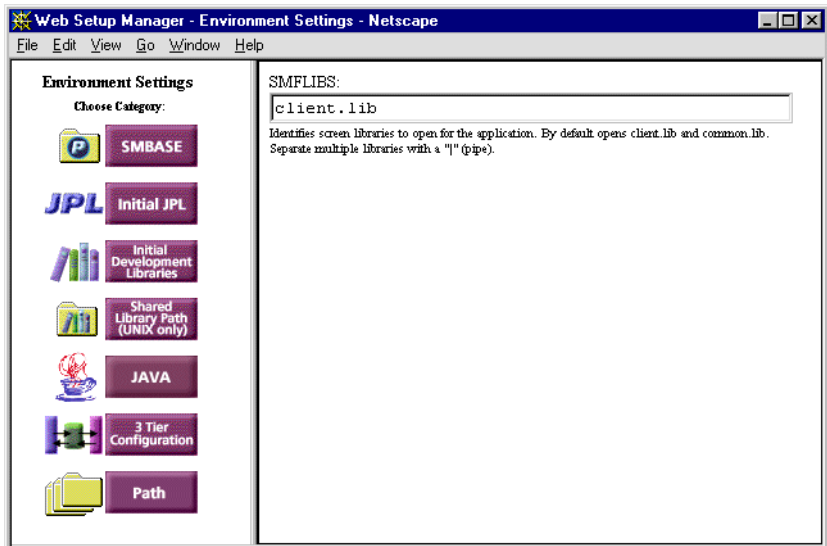 Web Setup Manager - Environment Settings - Netscape
File Edit View Go Window Help
Environment Settings
Choose Category:
SMBASE
JPL Initial JPL
Initial
Development
Libraries
Shared
Library Path
(UNIX only)
JAVA
3 Tier
Configuration
Path
SMFLIBS:
client.lib
Identifies screen libraries to open for the application. By default opens client.lib and common.lib.
Separate multiple libraries with a "|" (pipe).